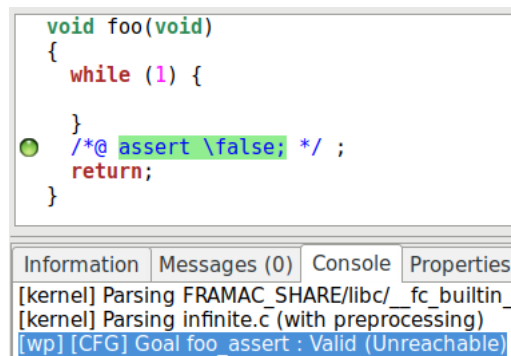 void foo(void)
{
while (1) {
}
/*@ assert \false; */ ;
return;
}
Information Messages (0) Console Properties
[kernel] Parsing FRAMAC_SHARE/libc/__fc_builtin_
[kernel] Parsing infinite.c (with preprocessing)
[wp] [CFG] Goal foo_assert : Valid (Unreachable)